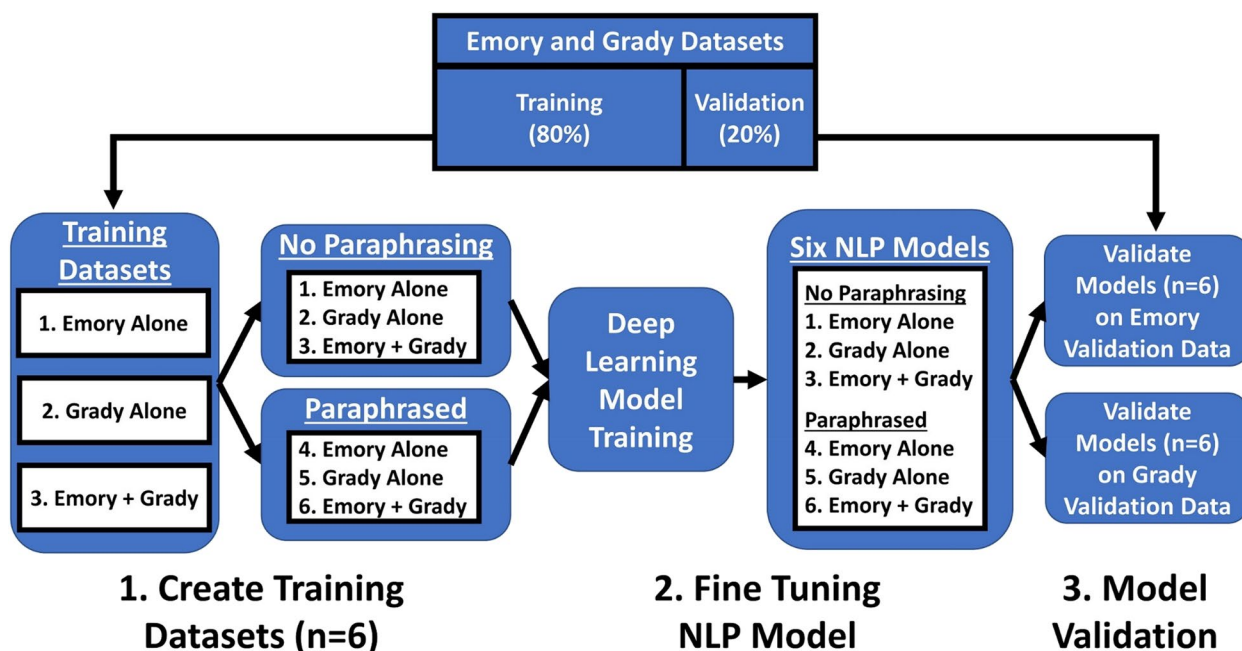 Emory and Grady Datasets
Training
(80%)
Validation
(20%)
Training
Datasets
1. Emory Alone
2. Grady Alone
3. Emory + Grady
No Paraphrasing
1. Emory Alone
2. Grady Alone
3. Emory + Grady
Paraphrased
4. Emory Alone
5. Grady Alone
6. Emory + Grady
Deep
Learning
Model
Training
Six NLP Models
No Paraphrasing
1. Emory Alone
2. Grady Alone
3. Emory + Grady
Paraphrased
4. Emory Alone
5. Grady Alone
6. Emory + Grady
Validate
Models (n=6)
on Emory
Validation Data
Validate
Models (n=6)
on Grady
Validation Data
1. Create Training
Datasets (n=6)
2. Fine Tuning
NLP Model
3. Model
Validation